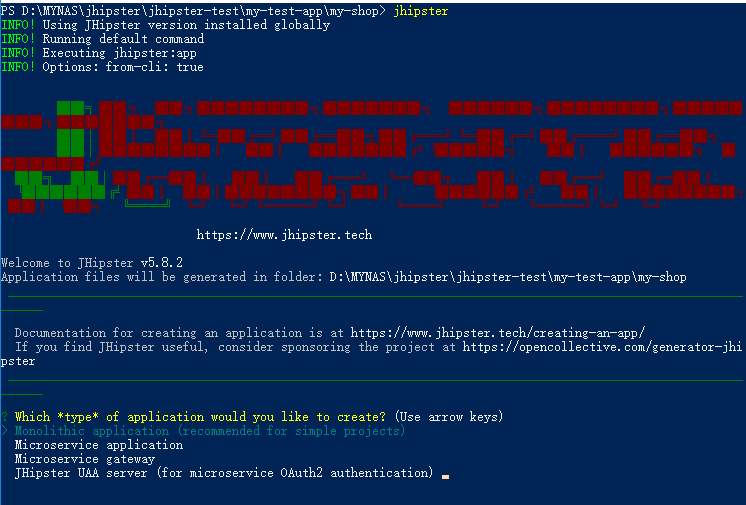 PS D:\MYNAS\jhipster\jhipster-test\my-test-app\my-shop> jhipster
INFO! Using JHipster version installed globally
INFO! Running default command
INFO! Executing jhipster:app
INFO! Options: from-cli: true
https://www.jhipster.tech
Welcome to JHipster v5.8.2
Application files will be generated in folder: D:\MYNAS\jhipster\jhipster-test\my-test-app\my-shop
Documentation for creating an application is at https://www.jhipster.tech/creating-an-app/
If you find JHipster useful, consider sponsoring the project at https://opencollective.com/generator-jhi
pster
? Which *type* of application would you like to create? (Use arrow keys)
> Monolithic application (recommended for simple projects)
Microservice application
Microservice gateway
JHipster UAA server (for microservice OAuth2 authentication)